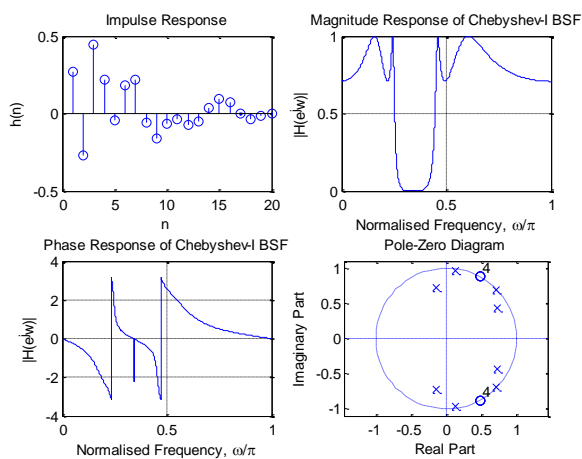 Impulse Response
0.5
0
-0.5
0
5
10
15
20
h(n)
n
Magnitude Response of Chebyshev-I BSF
1
0.5
0
0
0.5
1
|H(e^jw)|
Normalised Frequency, ω/π
Phase Response of Chebyshev-I BSF
4
2
0
-2
-4
0
0.5
1
|H(e^jw)|
Normalised Frequency, ω/π
Pole-Zero Diagram
1
0.5
0
-0.5
-1
-1
-0.5
0
0.5
1
4
4
Imaginary Part
Real Part